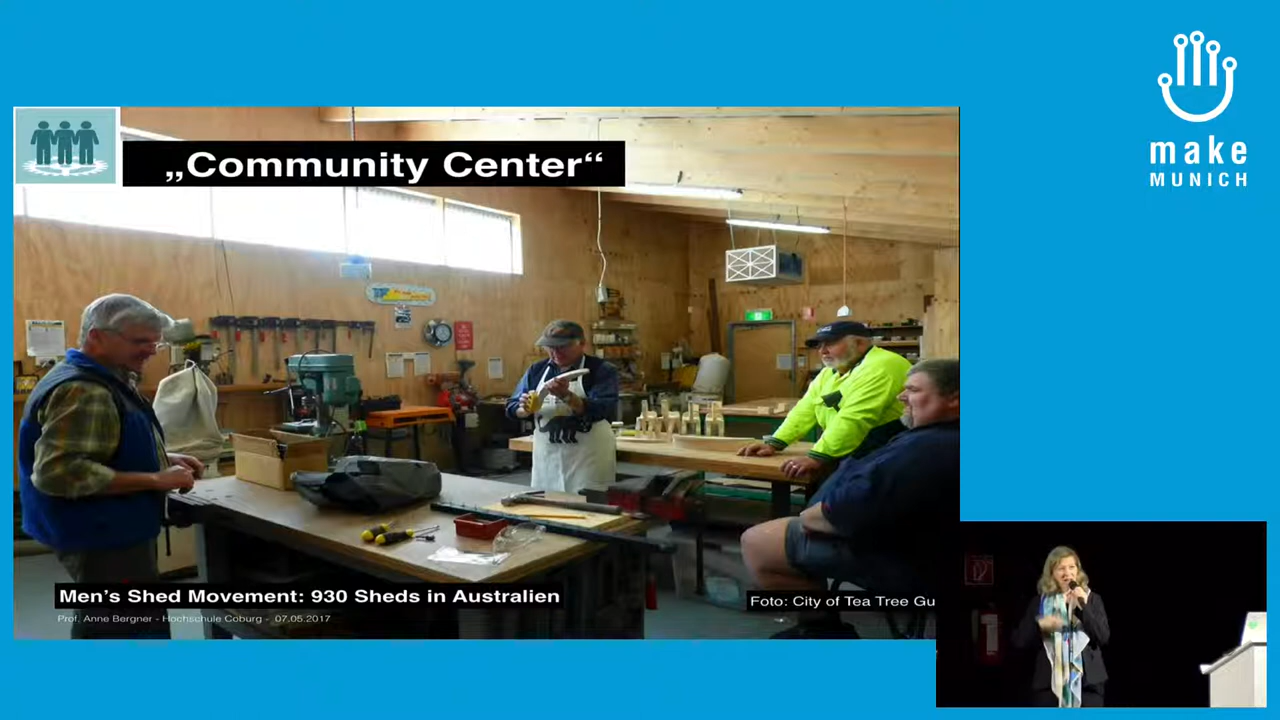 „Community Center“
make
MUNICH
Men's Shed Movement: 930 Sheds in Australien
Prof. Anne Bergner - Hochschule Coburg - 07.05.2017
Foto: City of Tea Tree Gu